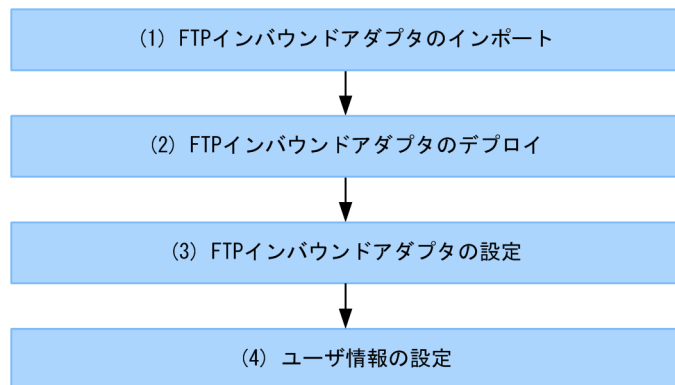 (1) FTPインバウンドアダプタのインポート
(2) FTPインバウンドアダプタのデプロイ
(3) FTPインバウンドアダプタの設定
(4) ユーザ情報の設定